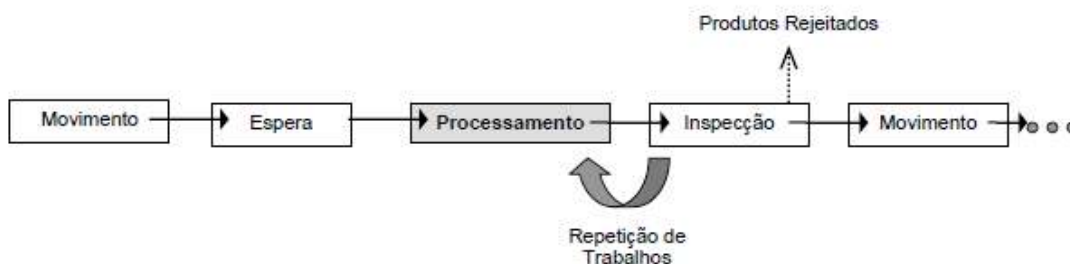 Produtos Rejeitados
Movimento
Espera
Processamento
Inspecção
Movimento
Repetição de
Trabalhos